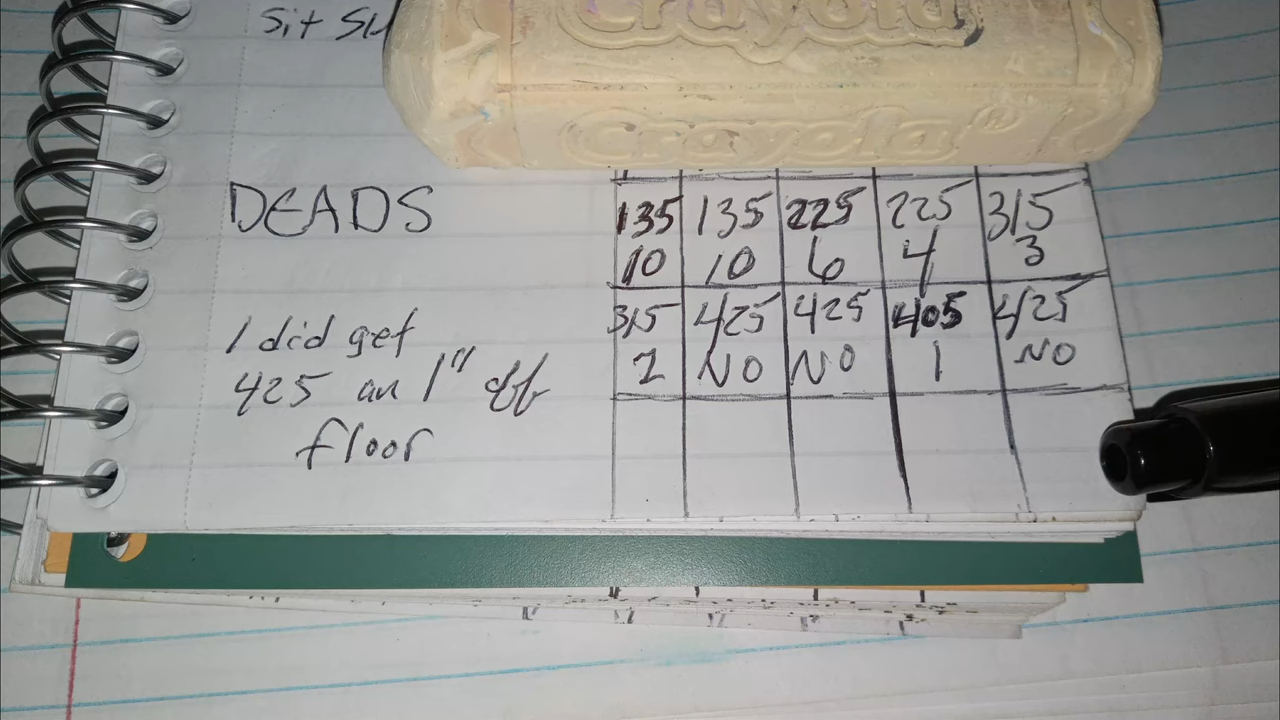 sit
Crayola
Crayola®
DEADS
135 135 225 225 315
10 10 6 4 3
315 425 425 405 425
2 NO NO 1 NO
I did get
425 an 1" off
floor